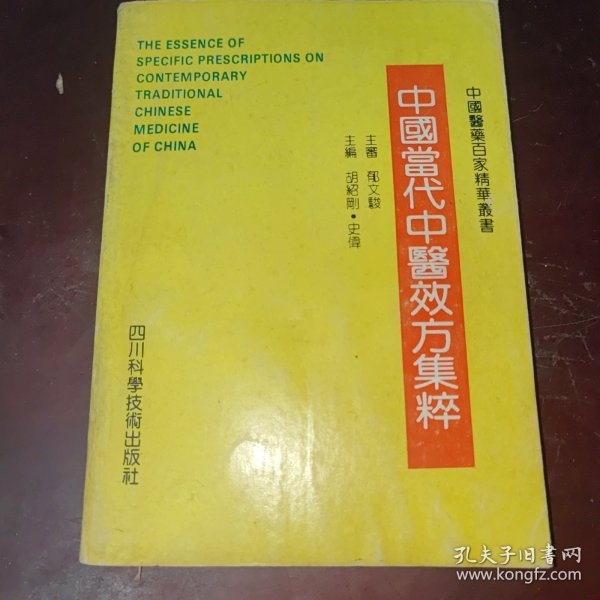 THE ESSENCE OF
SPECIFIC PRESCRIPTIONS ON
CONTEMPORARY
TRADITIONAL
CHINESE
MEDICINE
OF CHINA
中國醫藥百家精華叢書
中國當代中醫效方集粹
主審 郁文駿
主編 胡紹剛·史偉
四川科學技術出版社
孔夫子旧书网
www.kongfz.com